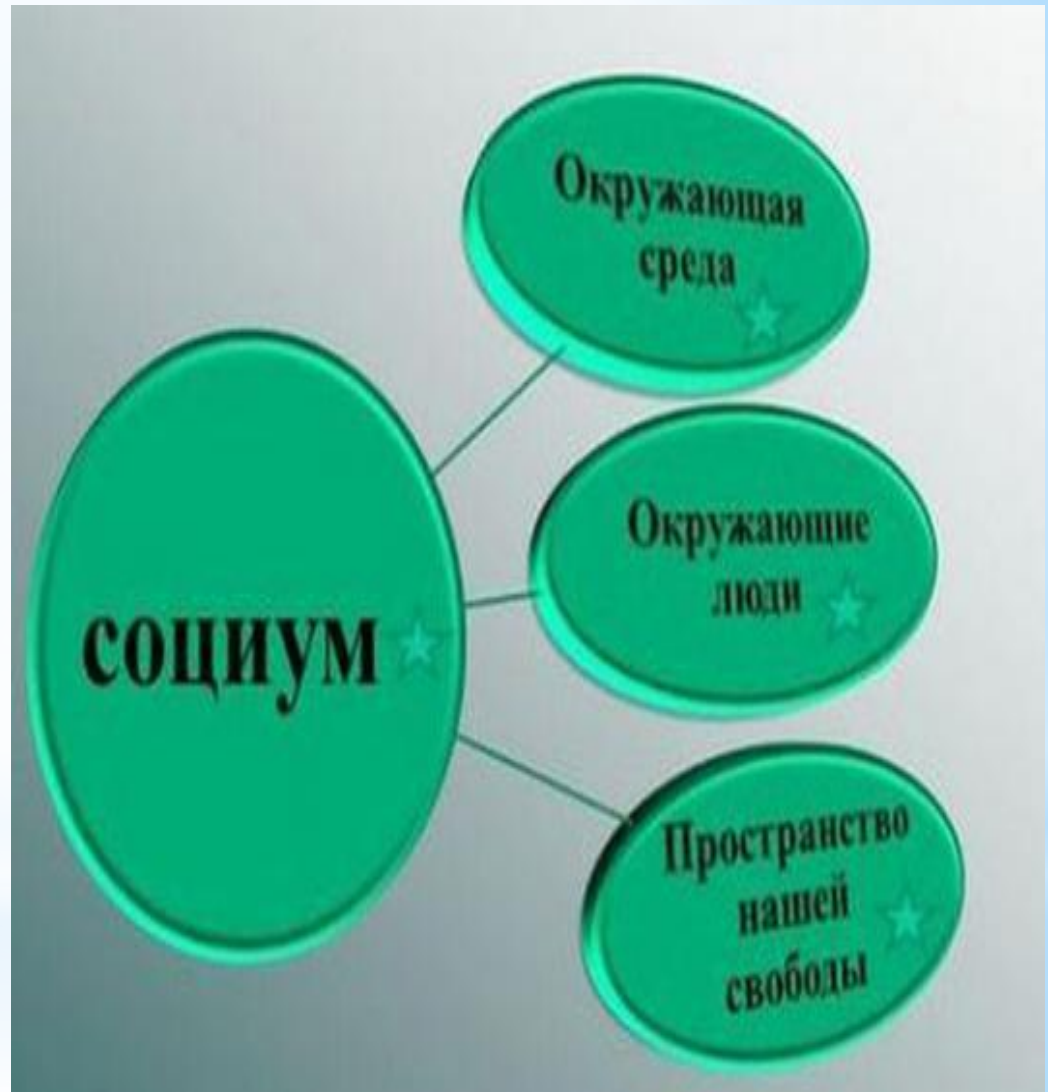 социум
Окружающая
среда
Окружающие
люди
Пространство
нашей
свободы